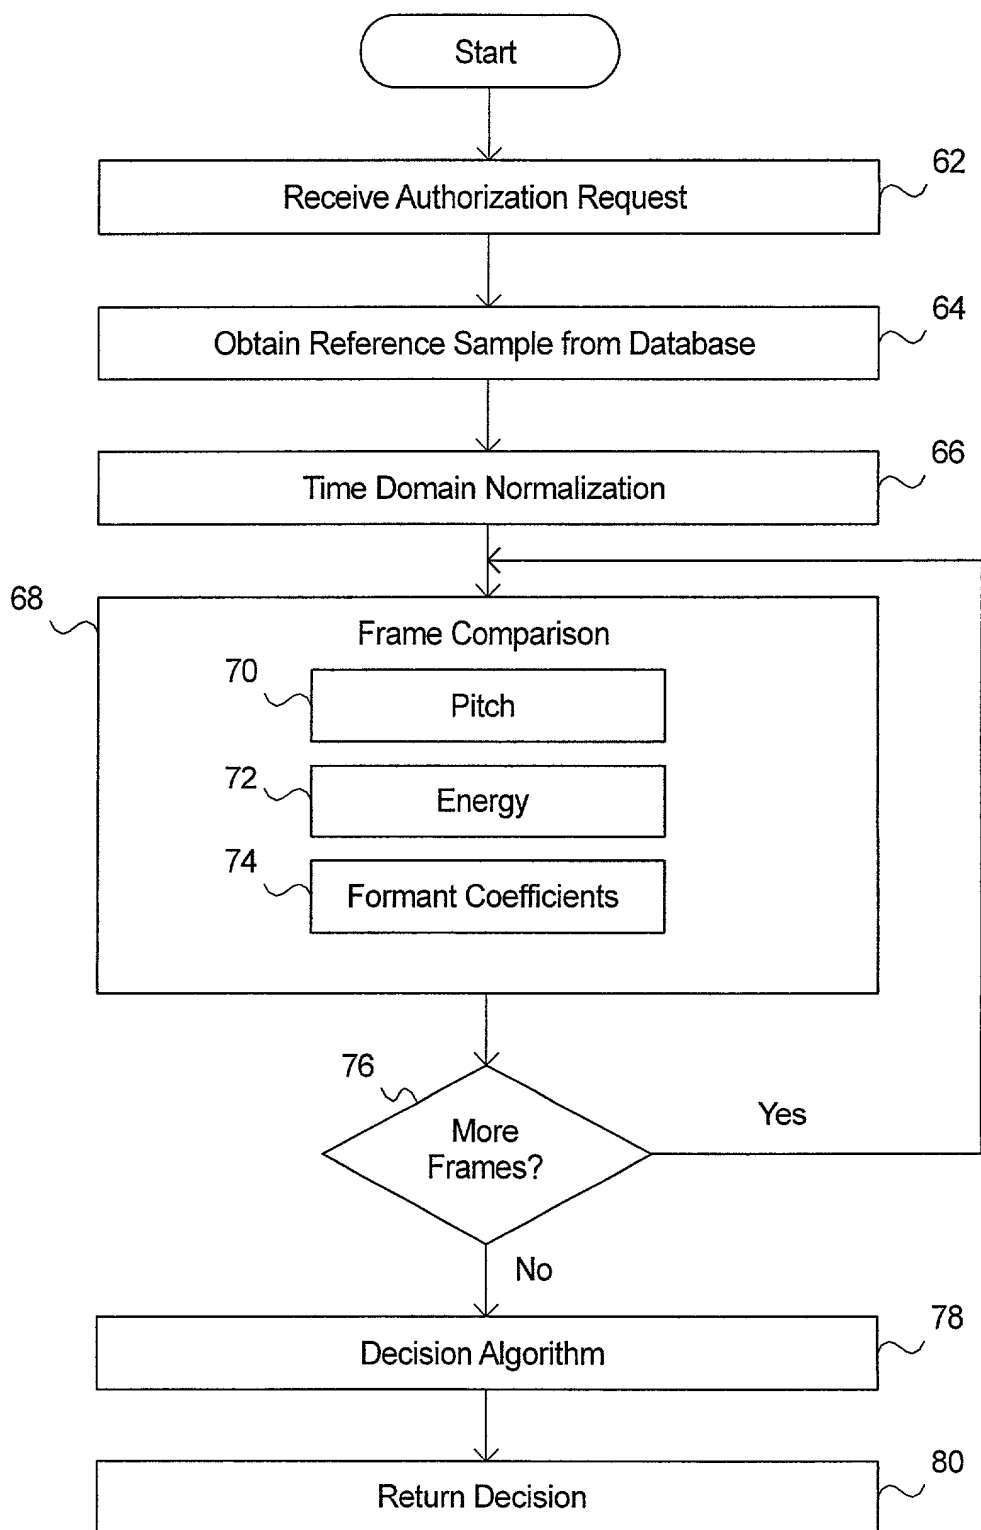 Start
Receive Authorization Request
62
Obtain Reference Sample from Database
64
Time Domain Normalization
66
68
Frame Comparison
70
Pitch
72
Energy
74
Formant Coefficients
76
More
Frames?
Yes
No
Decision Algorithm
78
Return Decision
80